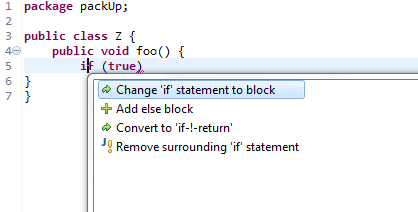 1 package packUp;
2
3 public class Z {
4 public void foo() {
5 if (true)
6 }
7 }
Change 'if' statement to block
Add else block
Convert to 'if-!-return'
Remove surrounding 'if' statement